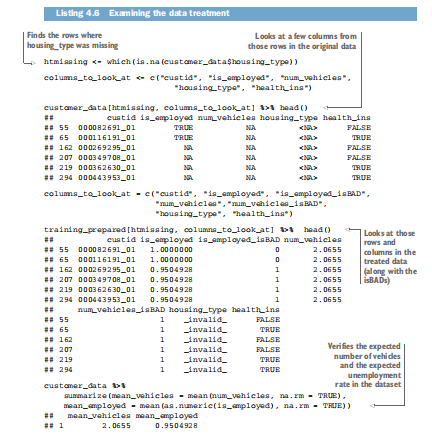 Listing 4.6 Examining the data treatment
Finds the rows where
housing_type was missing
Looks at a few columns from
those rows in the original data
htmissing <- which(is.na(customer_data$housing_type))
columns_to_look_at <- c("custid", "is_employed", "num_vehicles",
"housing_type", "health_ins")
customer_data[htmissing, columns_to_look_at] %>% head()
## custid is_employed num_vehicles housing_type health_ins
## 55 000082691_01 TRUE NA <NA> FALSE
## 65 000116191_01 TRUE NA <NA> TRUE
## 162 000269295_01 NA NA <NA> FALSE
## 207 000349708_01 NA NA <NA> FALSE
## 219 000362630_01 NA NA <NA> TRUE
## 294 000443953_01 NA NA <NA> TRUE
columns_to_look_at = c("custid", "is_employed", "is_employed_isBAD",
"num_vehicles","num_vehicles_isBAD",
"housing_type", "health_ins")
training_prepared[htmissing, columns_to_look_at] %>% head()
## custid is_employed is_employed_isBAD num_vehicles
## 55 000082691_01 1.0000000 0 2.0655
## 65 000116191_01 1.0000000 0 2.0655
## 162 000269295_01 0.9504928 1 2.0655
## 207 000349708_01 0.9504928 1 2.0655
## 219 000362630_01 0.9504928 1 2.0655
## 294 000443953_01 0.9504928 1 2.0655
## num_vehicles_isBAD housing_type health_ins
## 55 1 _invalid_ FALSE
## 65 1 _invalid_ TRUE
## 162 1 _invalid_ FALSE
## 207 1 _invalid_ FALSE
## 219 1 _invalid_ TRUE
## 294 1 _invalid_ TRUE
Looks at those
rows and
columns in the
treated data
(along with the
isBADs)
customer_data %>%
summarize(mean_vehicles = mean(num_vehicles, na.rm = TRUE),
mean_employed = mean(as.numeric(is_employed), na.rm = TRUE))
Verifies the expected
number of vehicles
and the expected
unemployment
rate in the dataset
## mean_vehicles mean_employed
## 1 2.0655 0.9504928